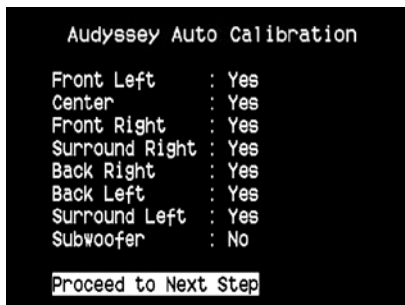 Audyssey Auto Calibration
Front Left : Yes
Center : Yes
Front Right : Yes
Surround Right : Yes
Back Right : Yes
Back Left : Yes
Surround Left : Yes
Subwoofer : No
Proceed to Next Step